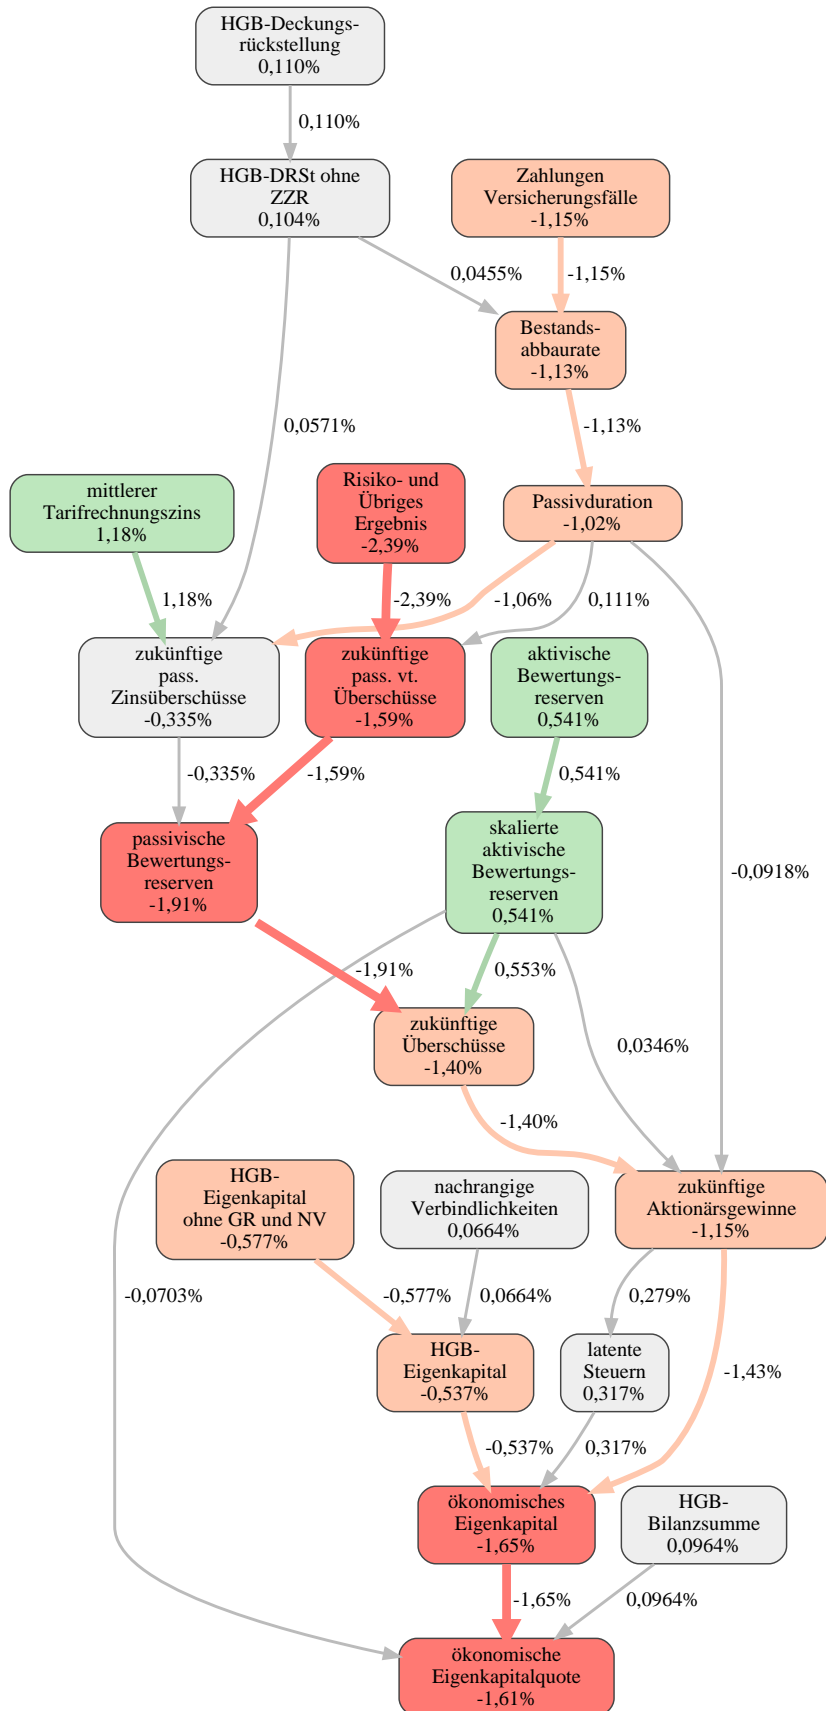 HGB-Deckungs-
rückstellung
0,110%
0,110%
HGB-DRSt ohne
ZZR
0,104%
Zahlungen
Versicherungsfälle
-1,15%
0,0455%
-1,15%
Bestands-
abbaurate
-1,13%
0,0571%
-1,13%
mittlerer
Tarifrechnungszins
1,18%
Risiko- und
Übriges
Ergebnis
-2,39%
Passivduration
-1,02%
1,18%
-2,39%
-1,06%
0,111%
zukünftige
pass.
Zinsüberschüsse
-0,335%
zukünftige
pass. vt.
Überschüsse
-1,59%
aktivische
Bewertungs-
reserven
0,541%
-0,335%
-1,59%
0,541%
passivische
Bewertungs-
reserven
-1,91%
skalierte
aktivische
Bewertungs-
reserven
0,541%
-0,0918%
-1,91%
0,553%
zukünftige
Überschüsse
-1,40%
0,0346%
-1,40%
HGB-
Eigenkapital
ohne GR und NV
-0,577%
nachrangige
Verbindlichkeiten
0,0664%
zukünftige
Aktionärsgewinne
-1,15%
-0,0703%
-0,577%
0,0664%
0,279%
HGB-
Eigenkapital
-0,537%
latente
Steuern
0,317%
-1,43%
-0,537%
0,317%
ökonomisches
Eigenkapital
-1,65%
HGB-
Bilanzsumme
0,0964%
-1,65%
0,0964%
ökonomische
Eigenkapitalquote
-1,61%